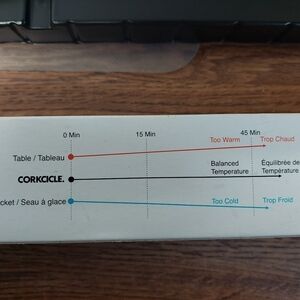 0 Min 15 Min 45 Min
Too Warm Trop Chaud
Table / Tableau
Balanced Équilibrée de
CORKCICLE. Temperature Température
cket / Seau à glace Too Cold Trop Froid